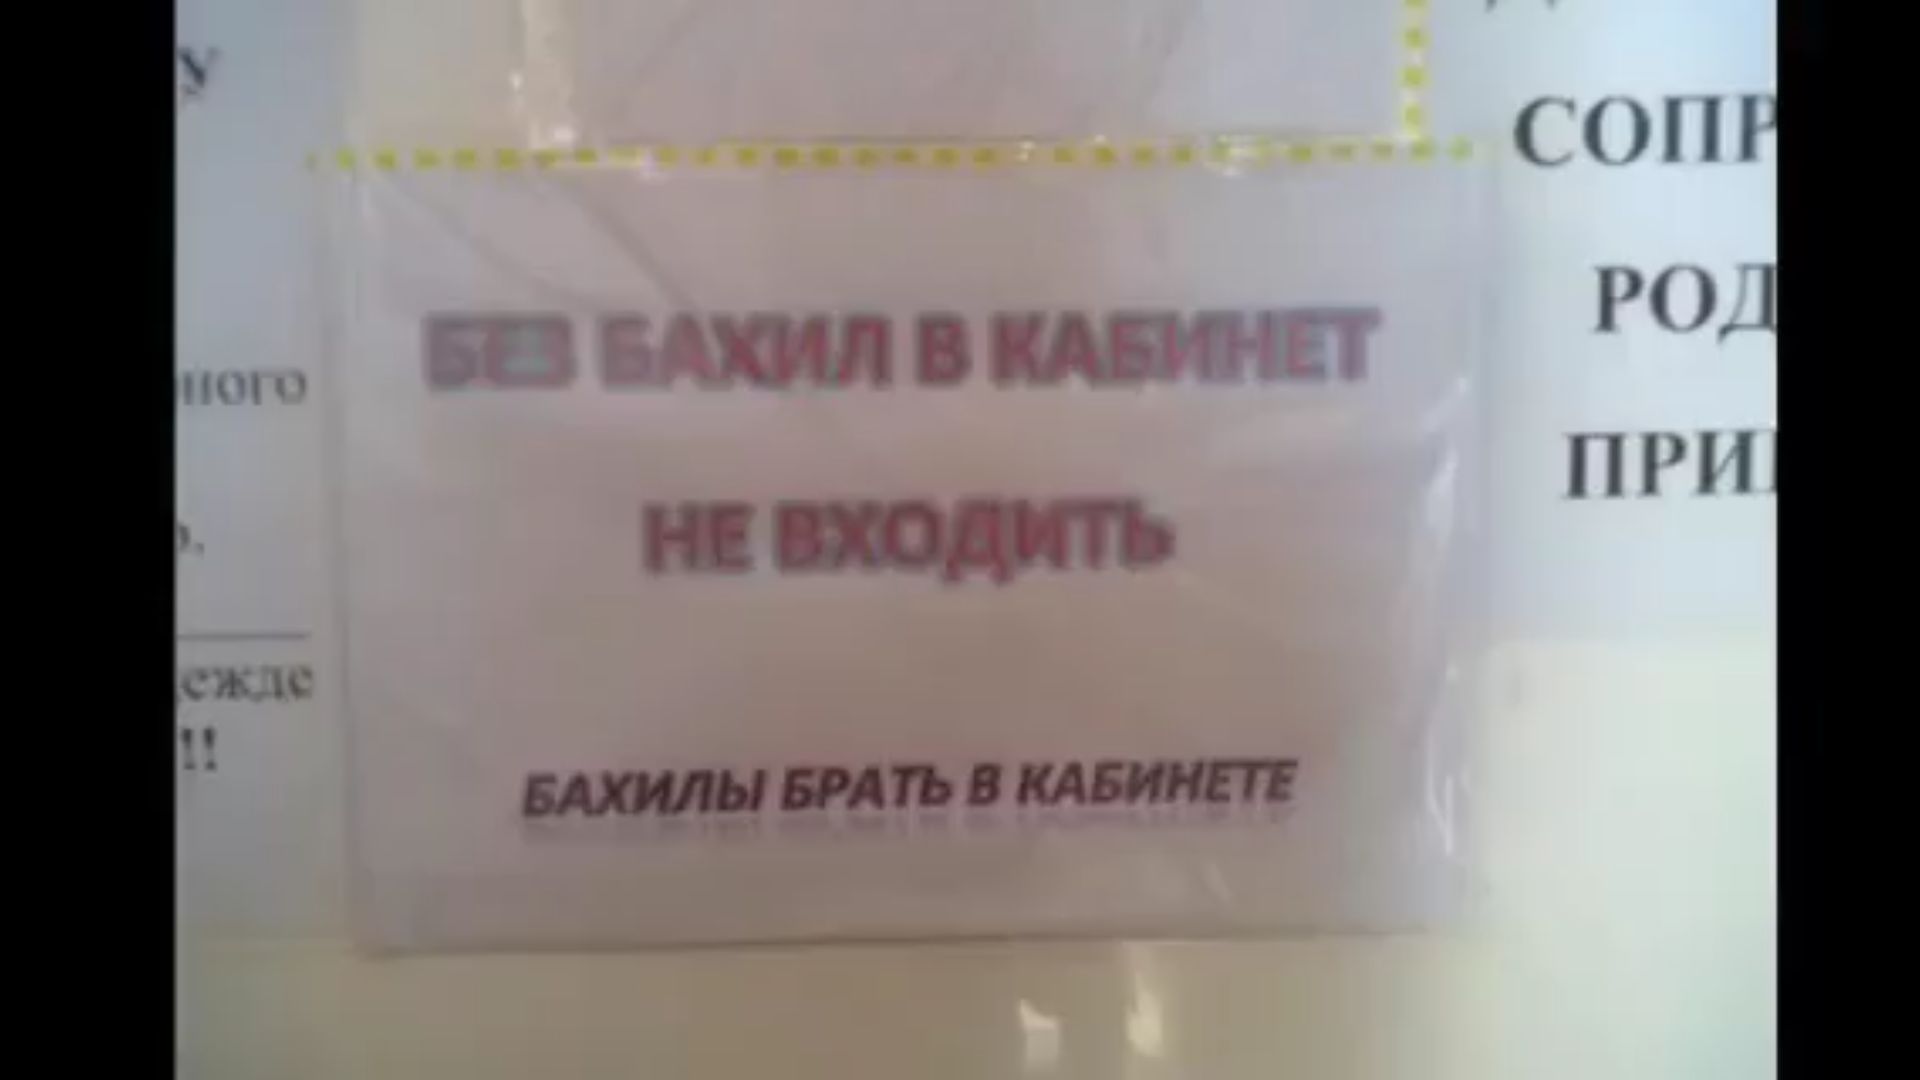 у
ного
БЕЗ БАХИЛ В КАБИНЕТ
НЕ ВХОДИТЬ
ежде
!!
БАХИЛЫ БРАТЬ В КАБИНЕТЕ
СОПР
РОД
ПРИ